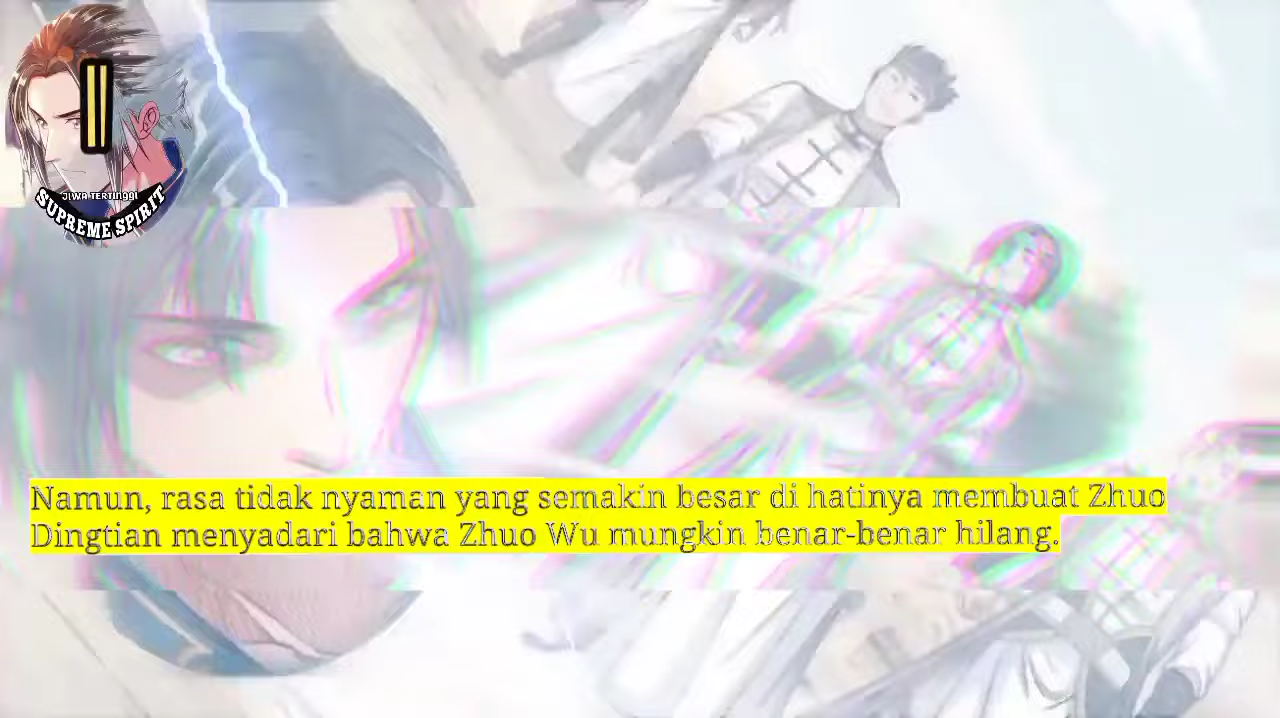 JIWA TERTINGGI
SUPREME SPIRIT
Namun, rasa tidak nyaman yang semakin besar di hatinya membuat Zhuo
Dingtian menyadari bahwa Zhuo Wu mungkin benar-benar hilang.